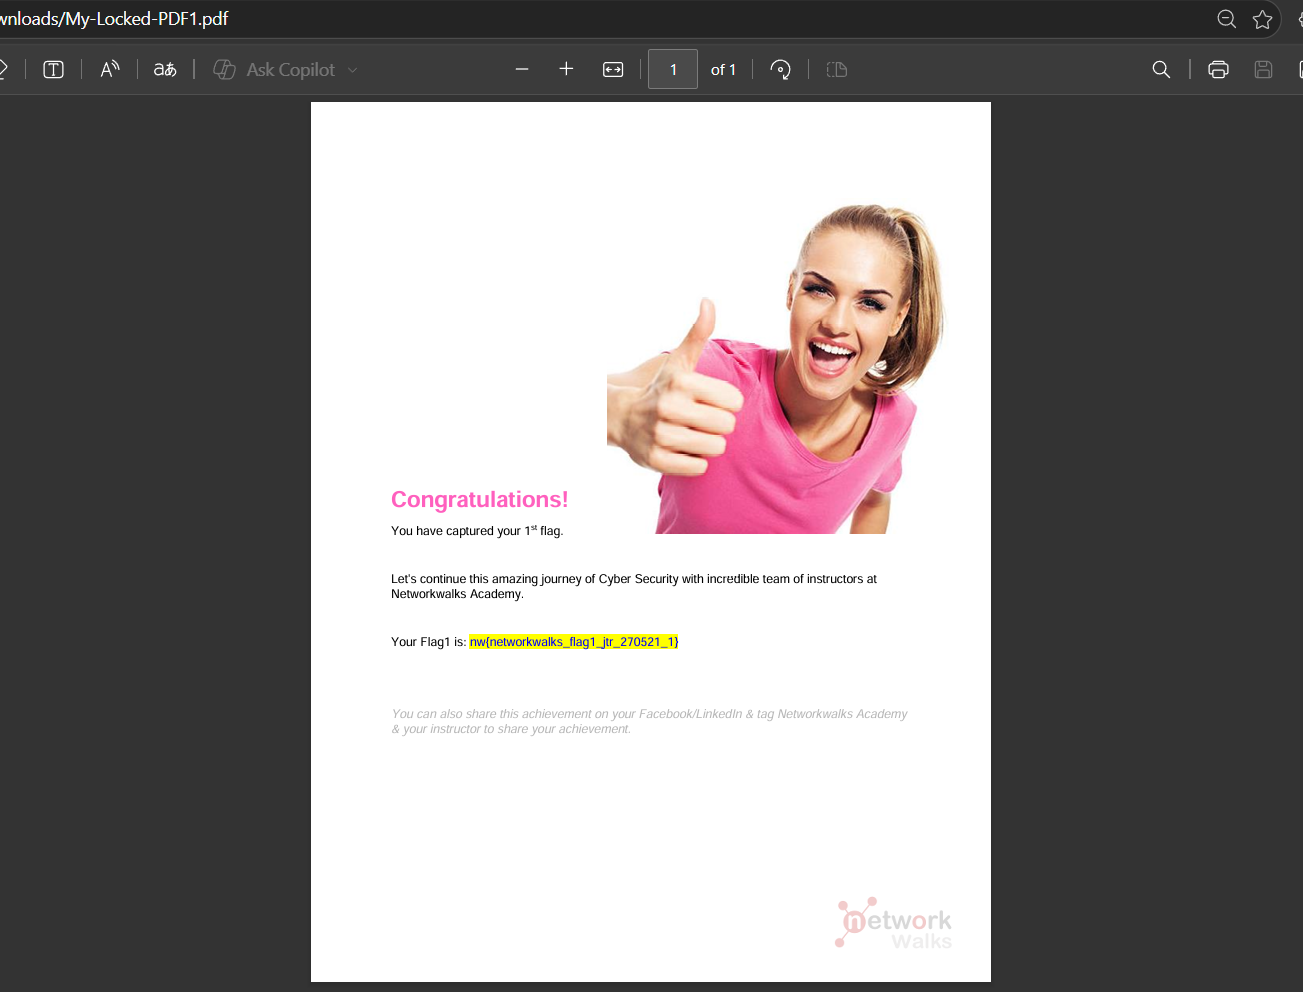 wnloads/My-Locked-PDF1.pdf
T A aあ Ask Copilot 1 of 1
Congratulations!
You have captured your 1st flag.
Let's continue this amazing journey of Cyber Security with incredible team of instructors at
Networkwalks Academy.
Your Flag1 is: nw{networkwalks_flag1_jtr_270521_1}
You can also share this achievement on your Facebook/LinkedIn & tag Networkwalks Academy
& your instructor to share your achievement.
network
Walks